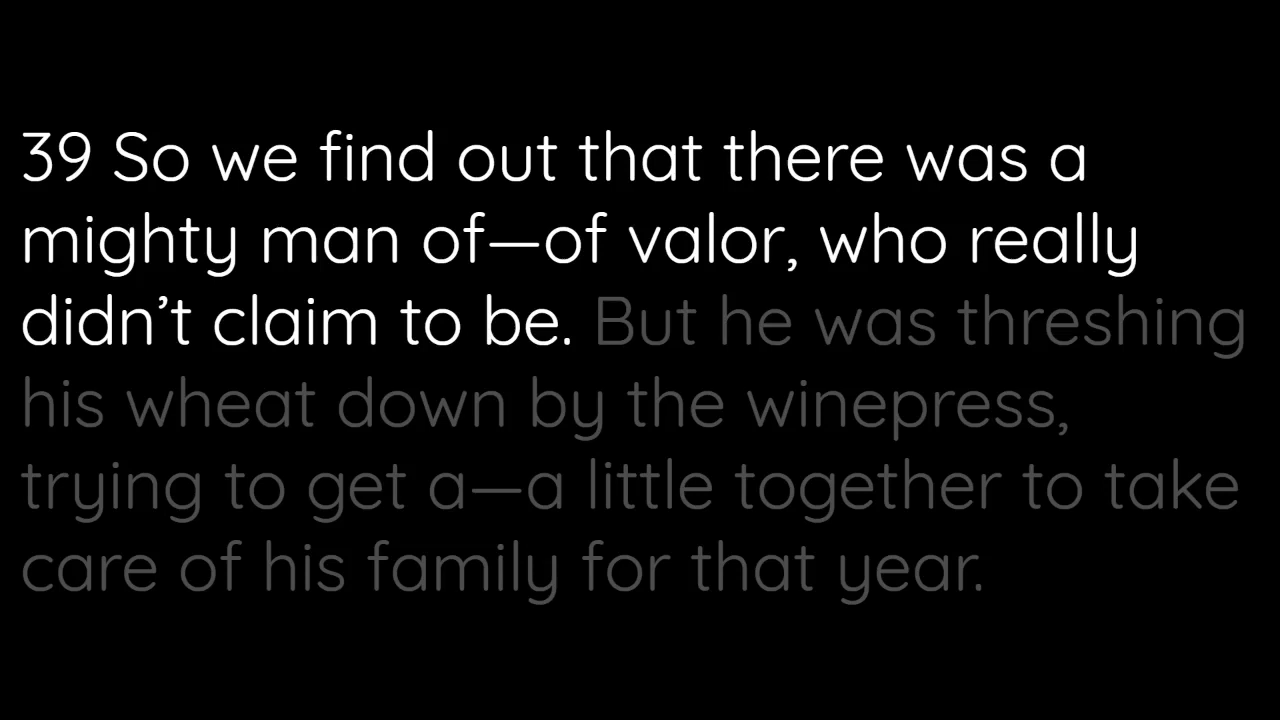 39 So we find out that there was a
mighty man of—of valor, who really
didn’t claim to be. But he was threshing
his wheat down by the winepress,
trying to get a—a little together to take
care of his family for that year.